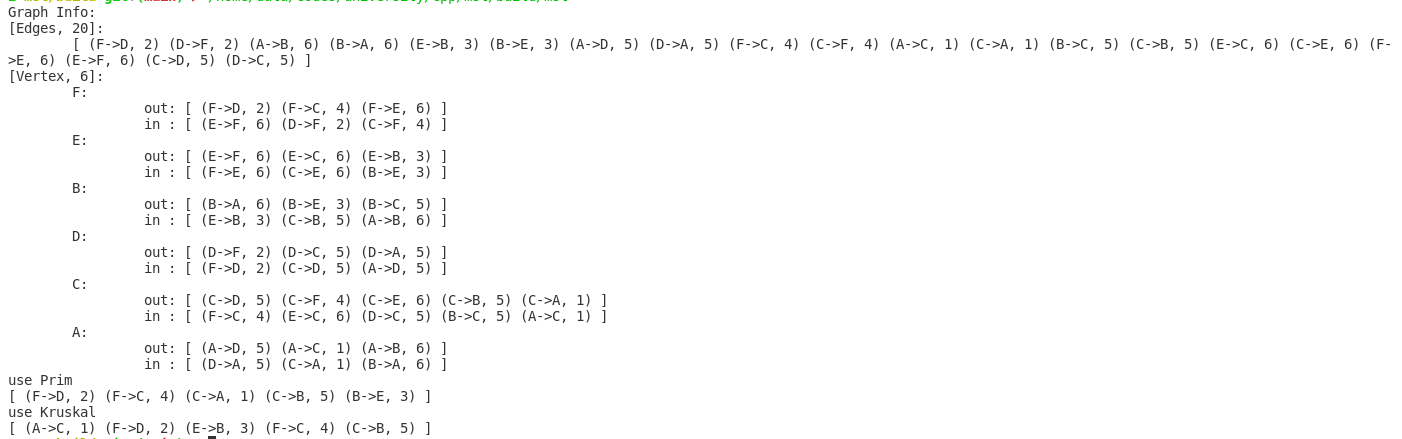 Graph Info:
[Edges, 20]:
[ (F->D, 2) (D->F, 2) (A->B, 6) (B->A, 6) (E->B, 3) (B->E, 3) (A->D, 5) (D->A, 5) (F->C, 4) (C->F, 4) (A->C, 1) (C->A, 1) (B->C, 5) (C->B, 5) (E->C, 6) (C->E, 6) (F-
>E, 6) (E->F, 6) (C->D, 5) (D->C, 5) ]
[Vertex, 6]:
F:
out: [ (F->D, 2) (F->C, 4) (F->E, 6) ]
in : [ (E->F, 6) (D->F, 2) (C->F, 4) ]
E:
out: [ (E->F, 6) (E->C, 6) (E->B, 3) ]
in : [ (F->E, 6) (C->E, 6) (B->E, 3) ]
B:
out: [ (B->A, 6) (B->E, 3) (B->C, 5) ]
in : [ (E->B, 3) (C->B, 5) (A->B, 6) ]
D:
out: [ (D->F, 2) (D->C, 5) (D->A, 5) ]
in : [ (F->D, 2) (C->D, 5) (A->D, 5) ]
C:
out: [ (C->D, 5) (C->F, 4) (C->E, 6) (C->B, 5) (C->A, 1) ]
in : [ (F->C, 4) (E->C, 6) (D->C, 5) (B->C, 5) (A->C, 1) ]
A:
out: [ (A->D, 5) (A->C, 1) (A->B, 6) ]
in : [ (D->A, 5) (C->A, 1) (B->A, 6) ]
use Prim
[ (F->D, 2) (F->C, 4) (C->A, 1) (C->B, 5) (B->E, 3) ]
use Kruskal
[ (A->C, 1) (F->D, 2) (E->B, 3) (F->C, 4) (C->B, 5) ]